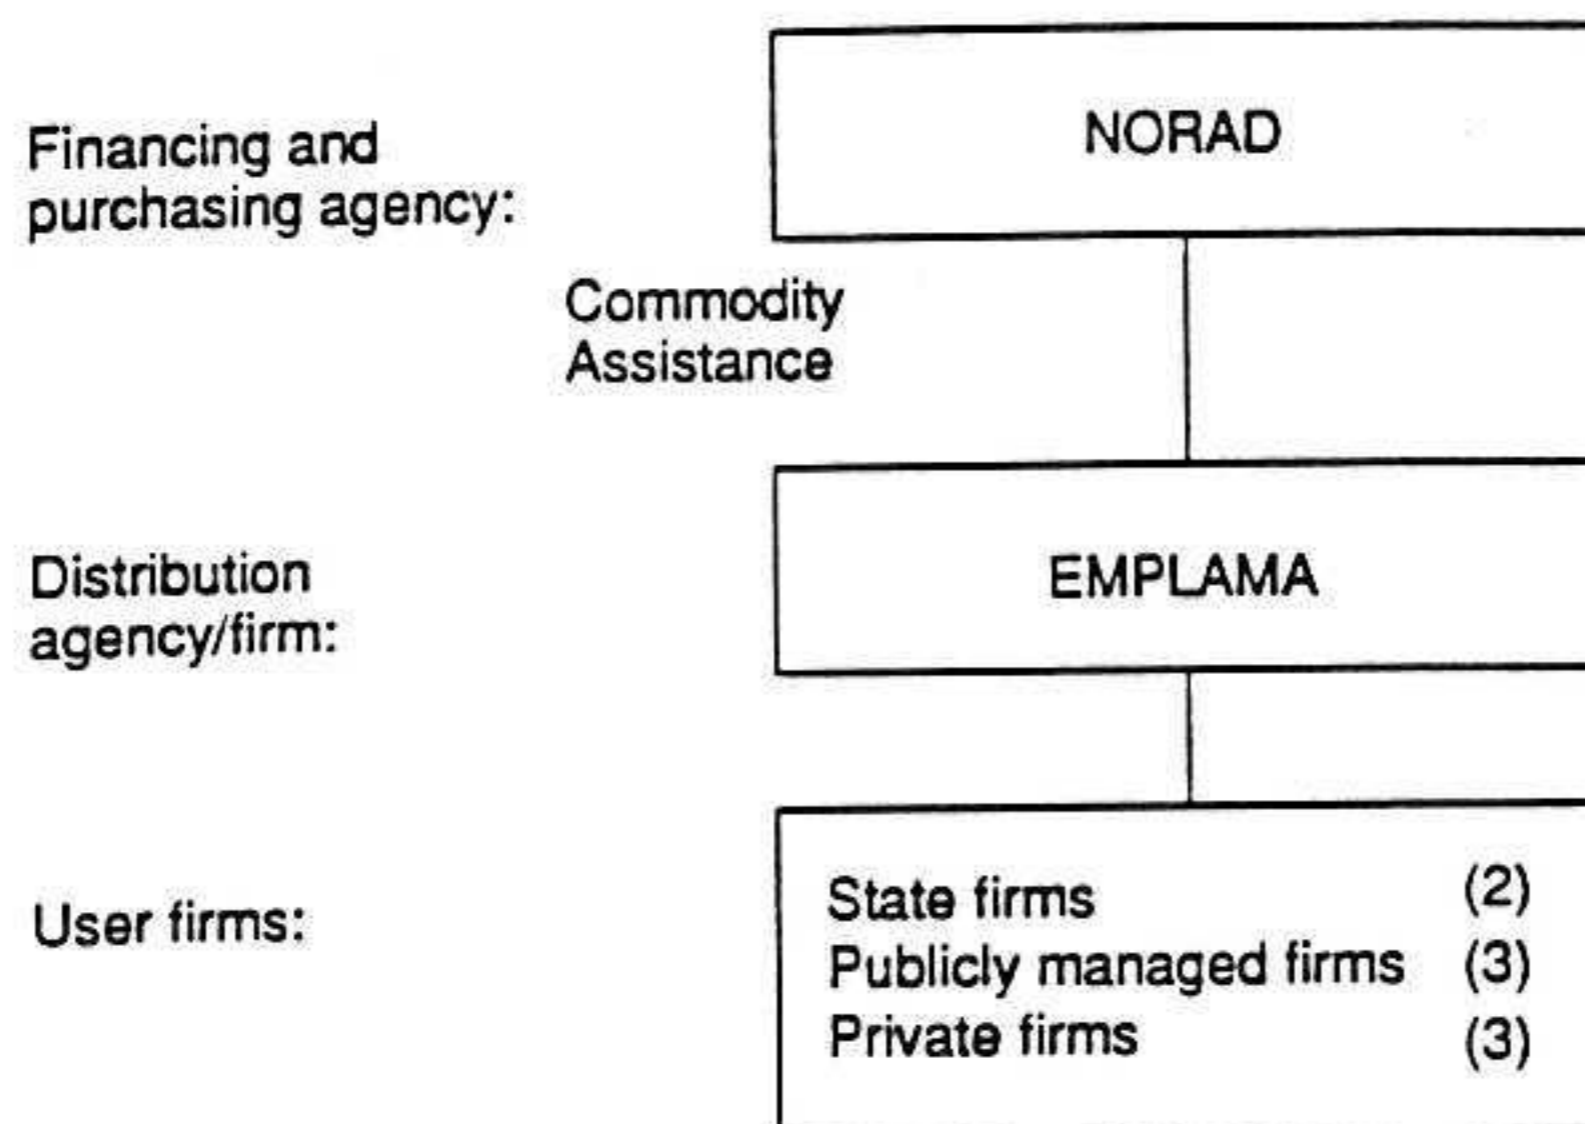 Financing and
purchasing agency:
NORAD
Commodity
Assistance
Distribution
agency/firm:
EMPLAMA
User firms:
State firms (2)
Publicly managed firms (3)
Private firms (3)